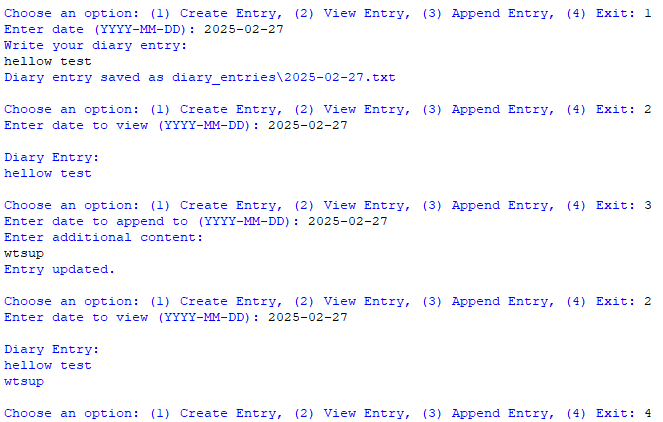 Choose an option: (1) Create Entry, (2) View Entry, (3) Append Entry, (4) Exit: 1
Enter date (YYYY-MM-DD): 2025-02-27
Write your diary entry:
hellow test
Diary entry saved as diary_entries\2025-02-27.txt

Choose an option: (1) Create Entry, (2) View Entry, (3) Append Entry, (4) Exit: 2
Enter date to view (YYYY-MM-DD): 2025-02-27

Diary Entry:
hellow test

Choose an option: (1) Create Entry, (2) View Entry, (3) Append Entry, (4) Exit: 3
Enter date to append to (YYYY-MM-DD): 2025-02-27
Enter additional content:
wtsup
Entry updated.

Choose an option: (1) Create Entry, (2) View Entry, (3) Append Entry, (4) Exit: 2
Enter date to view (YYYY-MM-DD): 2025-02-27

Diary Entry:
hellow test
wtsup

Choose an option: (1) Create Entry, (2) View Entry, (3) Append Entry, (4) Exit: 4